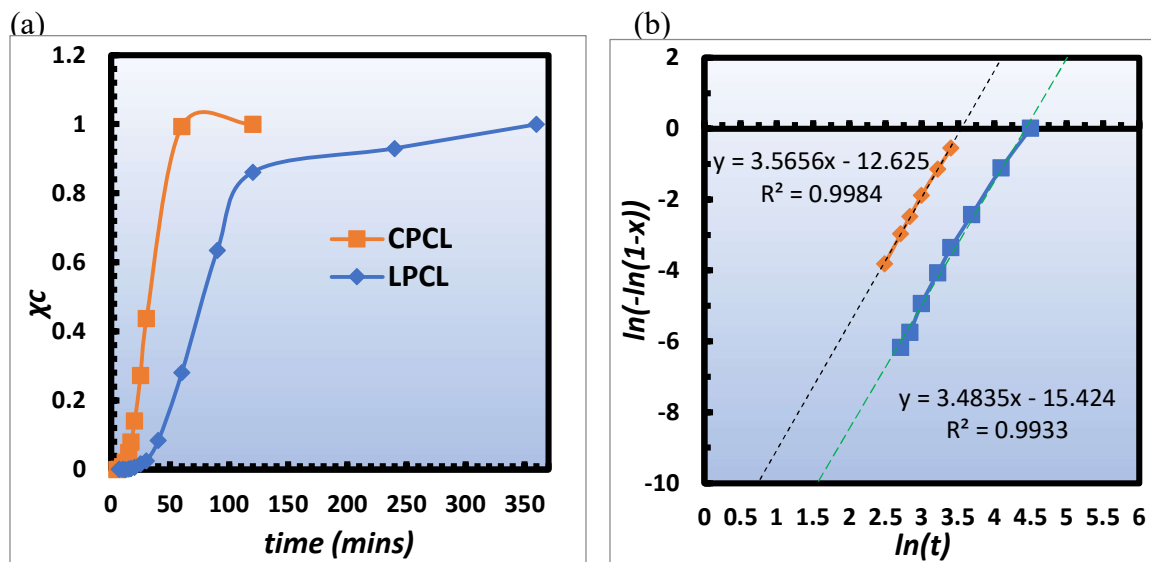 (a)
1.2
1
0.8
0.6
0.4
0.2
0
χc
CPCL
LPCL
0 50 100 150 200 250 300 350
time (mins)
(b)
2
0
-2
-4
-6
-8
-10
ln(-ln(1-x))
y = 3.5656x - 12.625
R² = 0.9984
y = 3.4835x - 15.424
R² = 0.9933
0 0.5 1 1.5 2 2.5 3 3.5 4 4.5 5 5.5 6
ln(t)